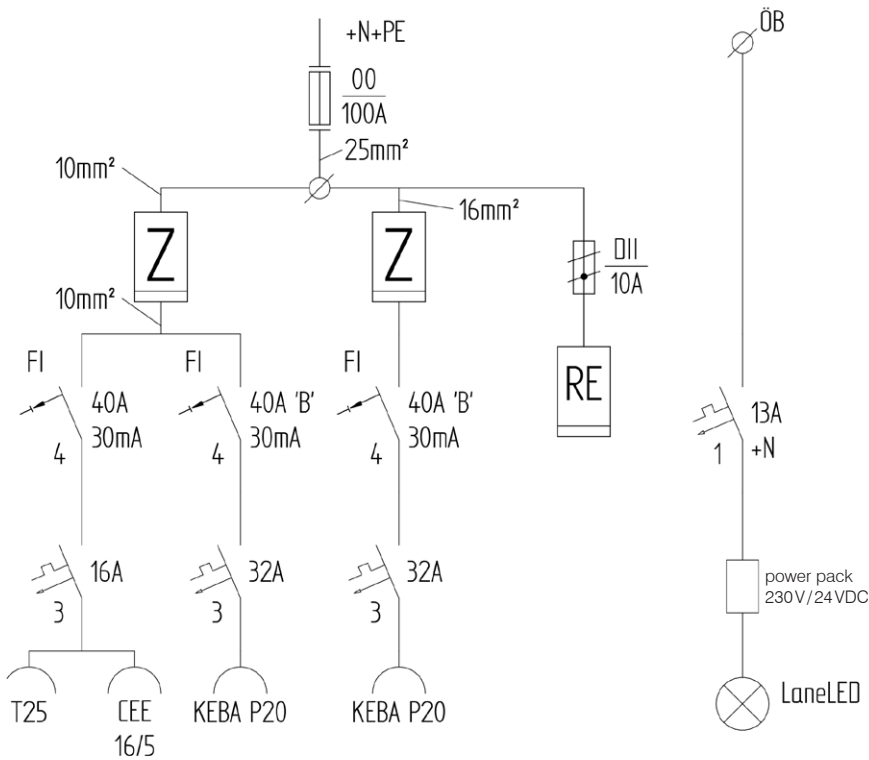 +N+PE
00
100A
25mm²
10mm²
16mm²
Z
Z
DII
10A
10mm²
RE
FI
40A
30mA
4
FI
40A 'B'
30mA
4
FI
40A 'B'
30mA
4
16A
3
32A
3
32A
3
T25
CEE
16/5
KEBA P20
KEBA P20
ÖB
13A
1 +N
power pack
230V/24VDC
LaneLED